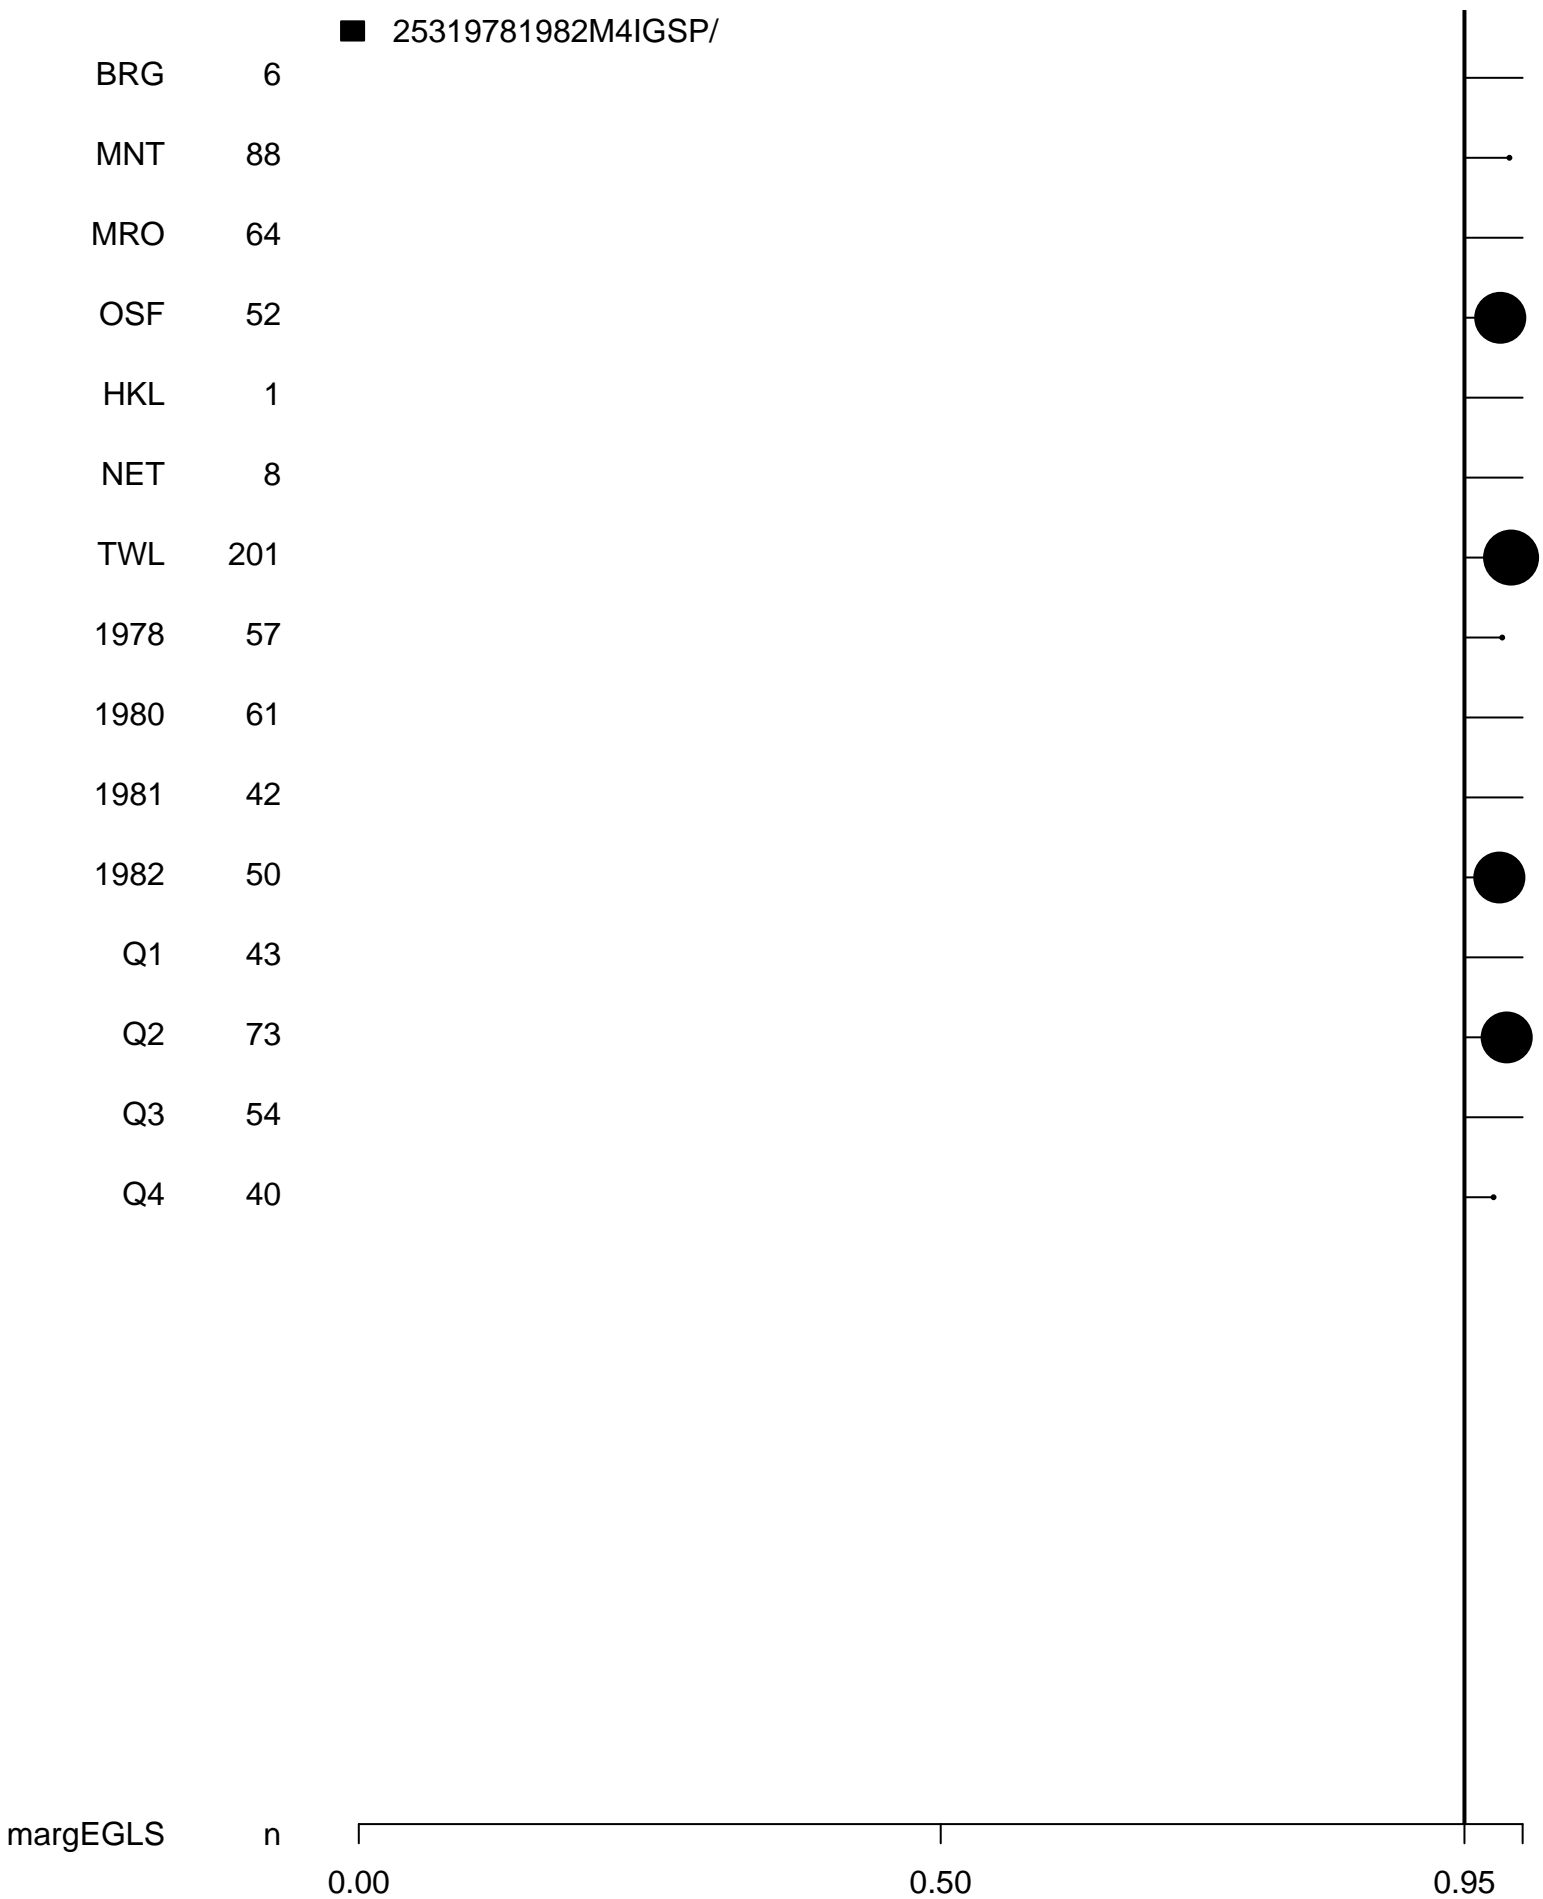 25319781982M4IGSP/
BRG 6
MNT 88
MRO 64
OSF 52
HKL 1
NET 8
TWL 201
1978 57
1980 61
1981 42
1982 50
Q1 43
Q2 73
Q3 54
Q4 40
margEGLS n
0.00 0.50 0.95